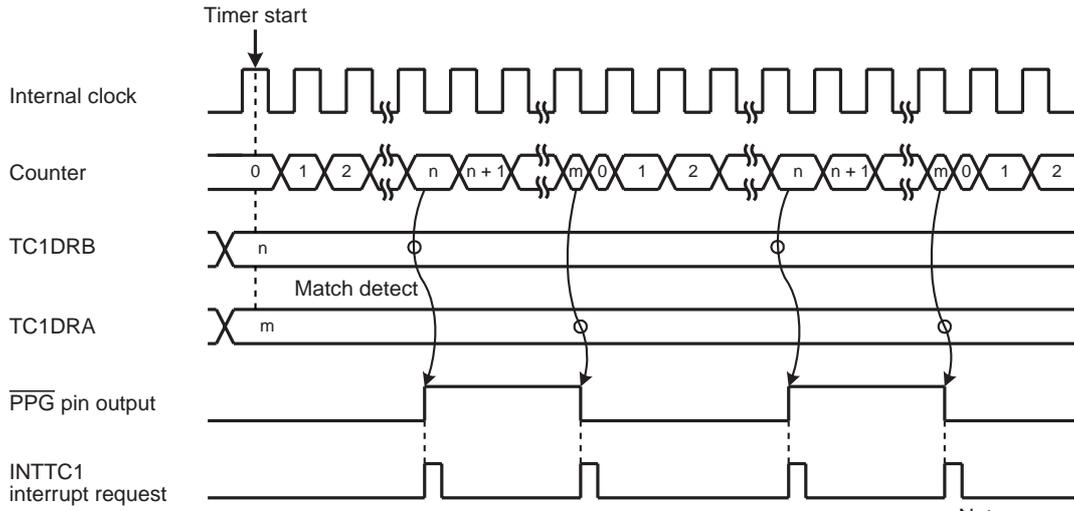 Timer start
Internal clock
Counter
0 1 2 n n + 1 m 0 1 2 n n + 1 m 0 1 2
TC1DRB
n
Match detect
TC1DRA
m
PPG pin output
INTTC1
interrupt request